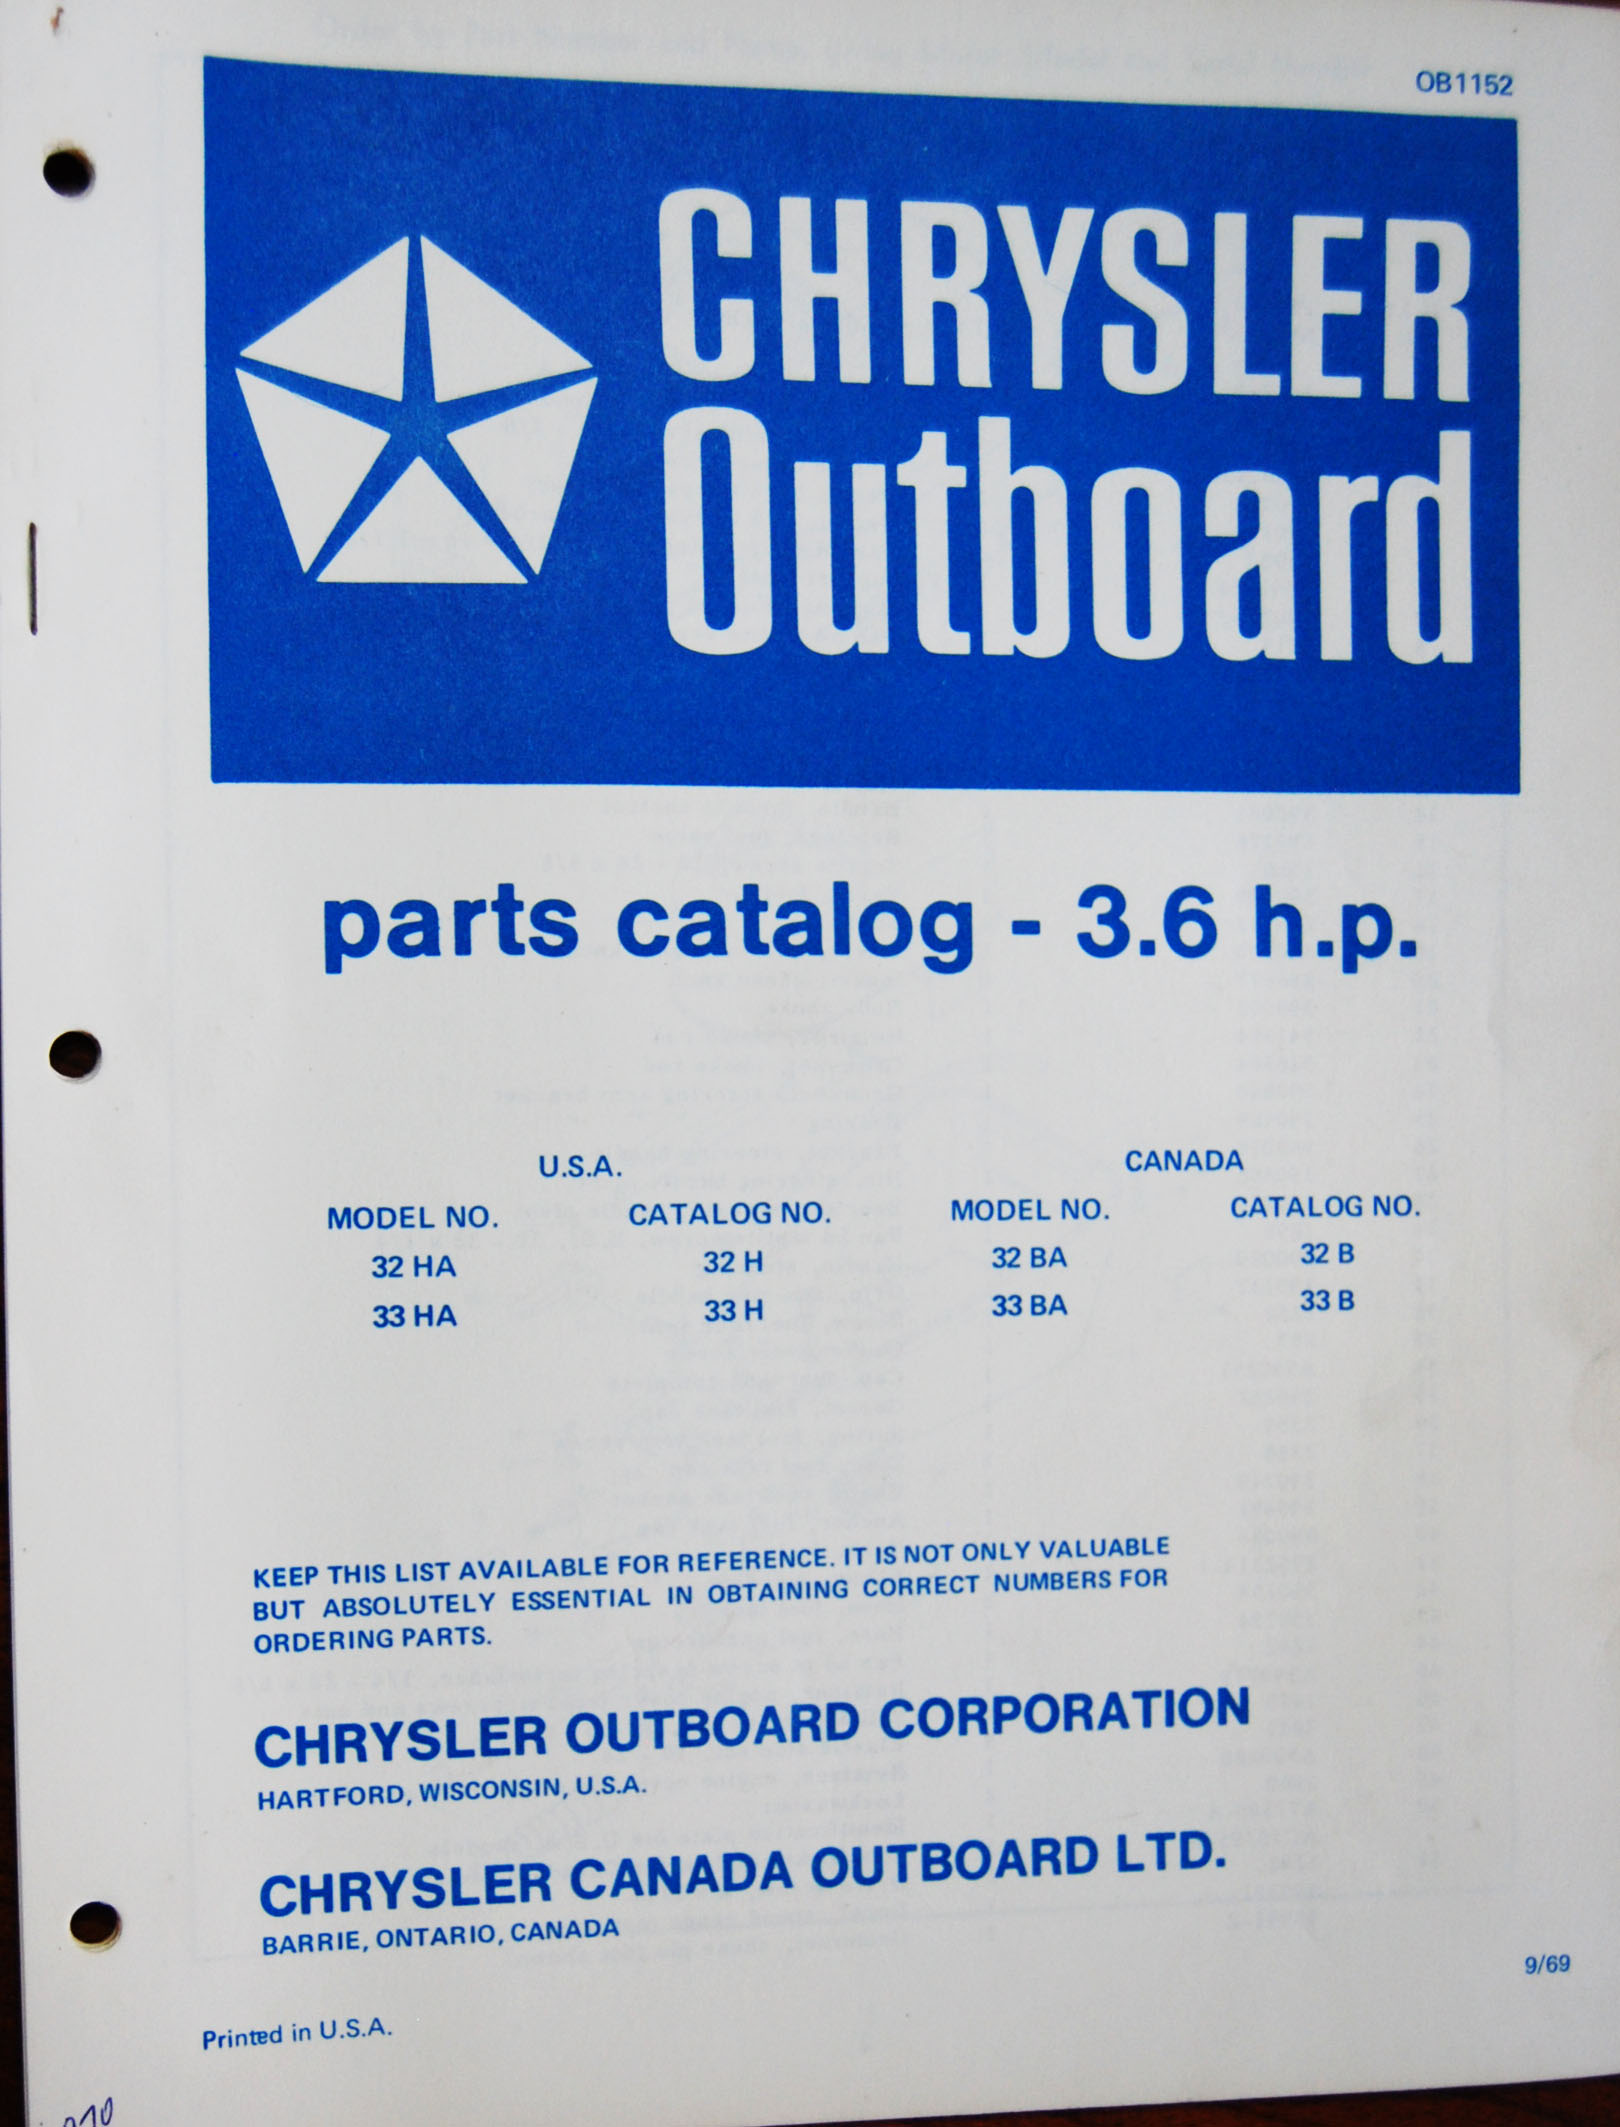 OB1152
CHRYSLER
Outboard
parts catalog - 3.6 h.p.
U.S.A. CANADA
MODEL NO. CATALOG NO. MODEL NO. CATALOG NO.
32 HA 32 H 32 BA 32 B
33 HA 33 H 33 BA 33 B
KEEP THIS LIST AVAILABLE FOR REFERENCE. IT IS NOT ONLY VALUABLE
BUT ABSOLUTELY ESSENTIAL IN OBTAINING CORRECT NUMBERS FOR
ORDERING PARTS.
CHRYSLER OUTBOARD CORPORATION
HARTFORD, WISCONSIN, U.S.A.
CHRYSLER CANADA OUTBOARD LTD.
BARRIE, ONTARIO, CANADA
9/69
Printed in U.S.A.